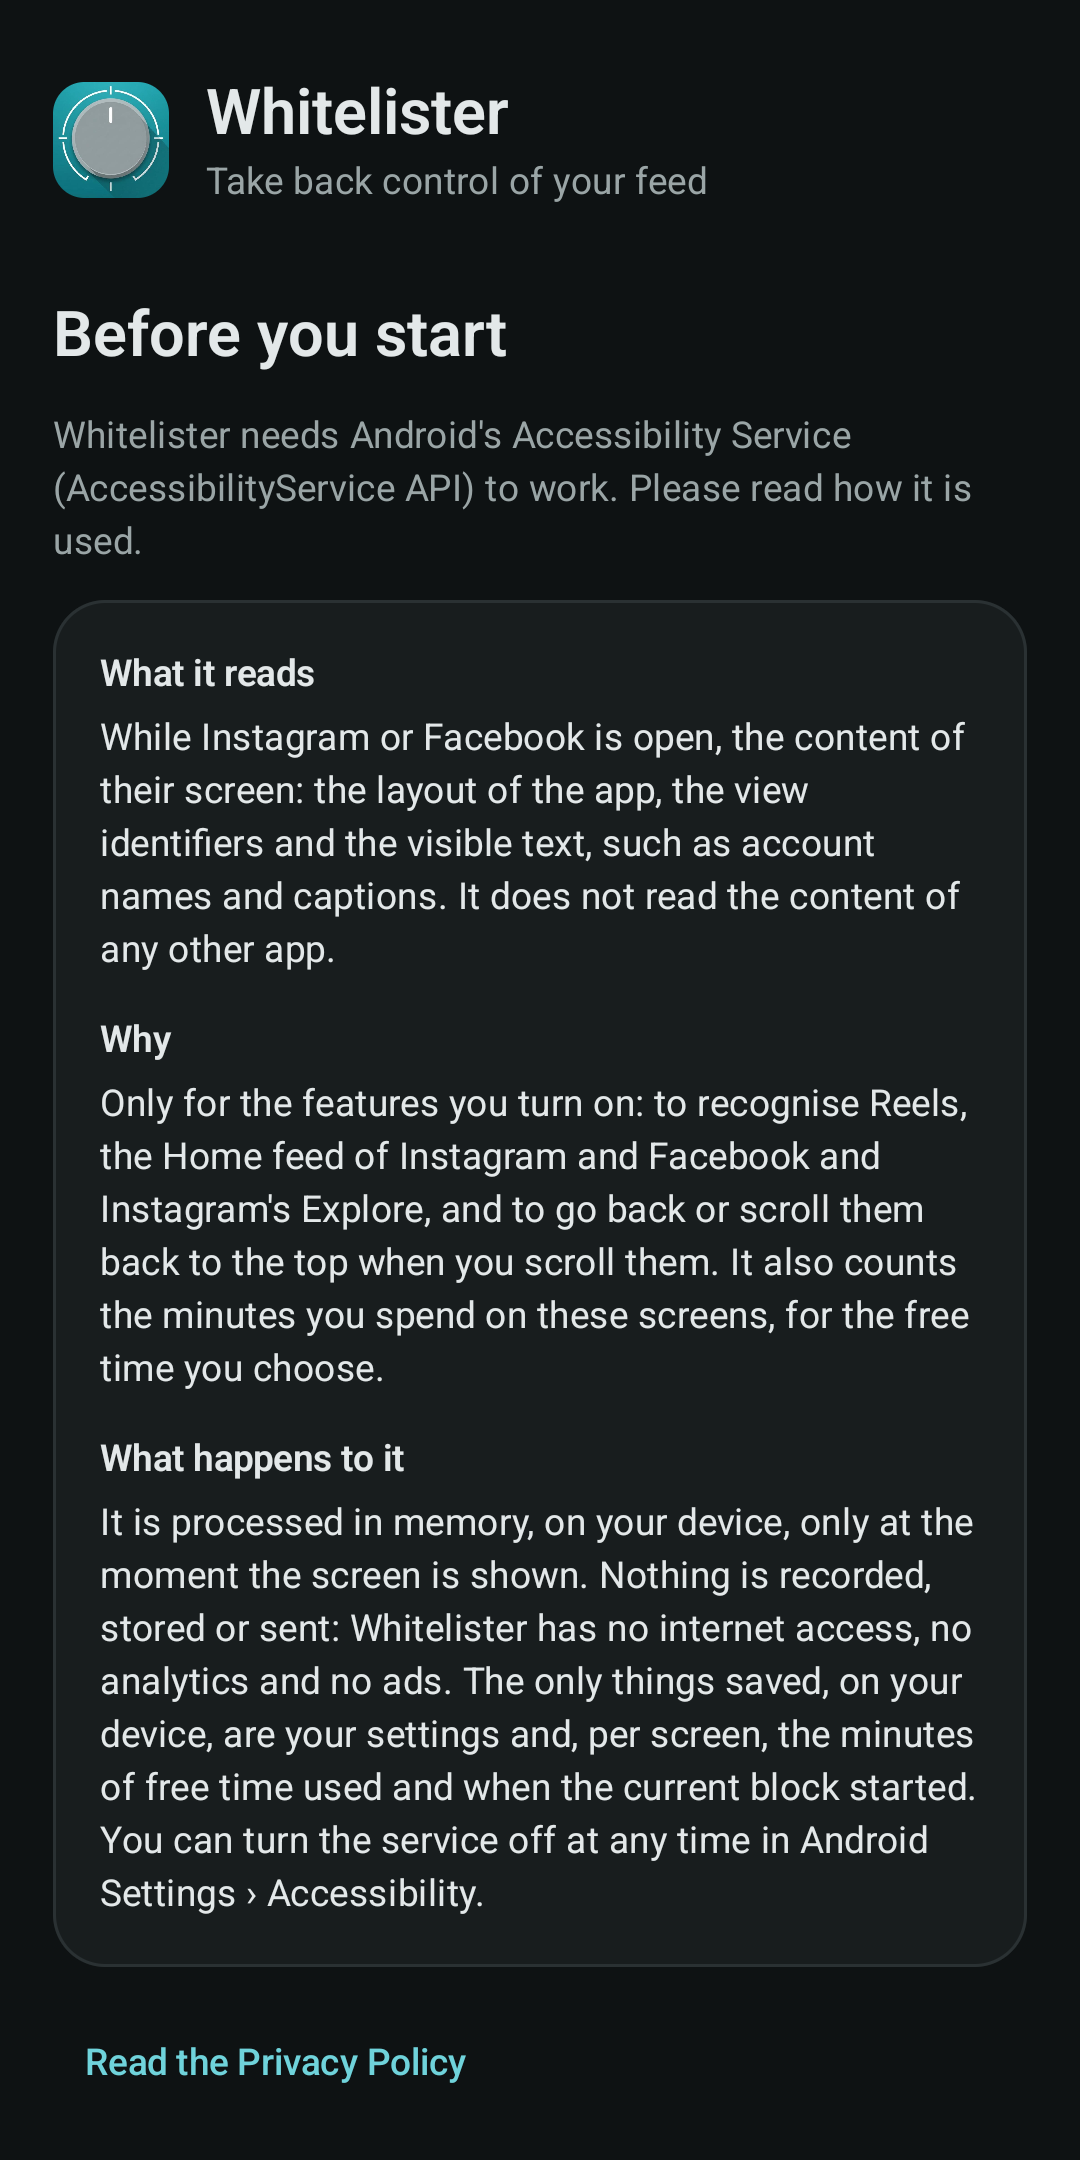 Whitelister
Take back control of your feed
Before you start
Whitelister needs Android's Accessibility Service
(AccessibilityService API) to work. Please read how it is
used.
What it reads
While Instagram or Facebook is open, the content of
their screen: the layout of the app, the view
identifiers and the visible text, such as account
names and captions. It does not read the content of
any other app.
Why
Only for the features you turn on: to recognise Reels,
the Home feed of Instagram and Facebook and
Instagram's Explore, and to go back or scroll them
back to the top when you scroll them. It also counts
the minutes you spend on these screens, for the free
time you choose.
What happens to it
It is processed in memory, on your device, only at the
moment the screen is shown. Nothing is recorded,
stored or sent: Whitelister has no internet access, no
analytics and no ads. The only things saved, on your
device, are your settings and, per screen, the minutes
of free time used and when the current block started.
You can turn the service off at any time in Android
Settings › Accessibility.
Read the Privacy Policy